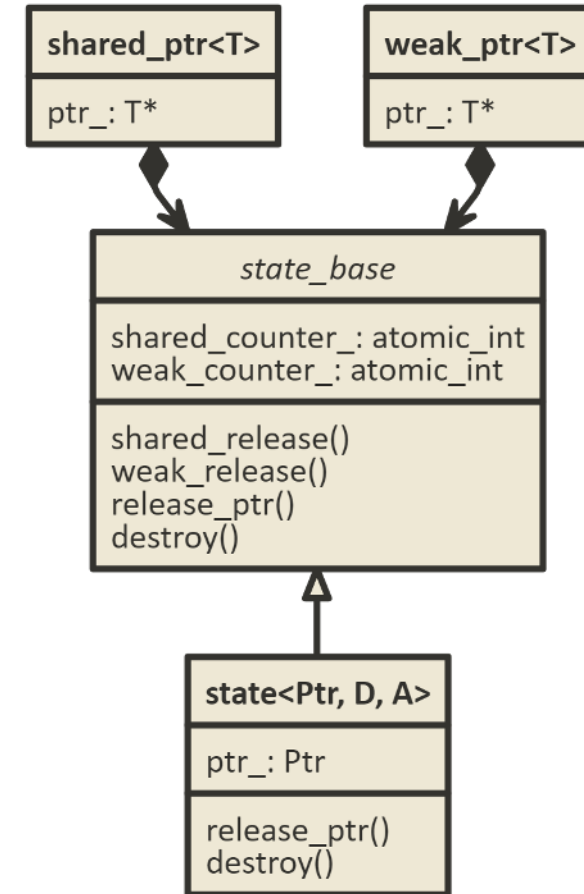 shared_ptr<T>
ptr_: T*
weak_ptr<T>
ptr_: T*
state_base
shared_counter_: atomic_int
weak_counter_: atomic_int
shared_release()
weak_release()
release_ptr()
destroy()
state<Ptr, D, A>
ptr_: Ptr
release_ptr()
destroy()